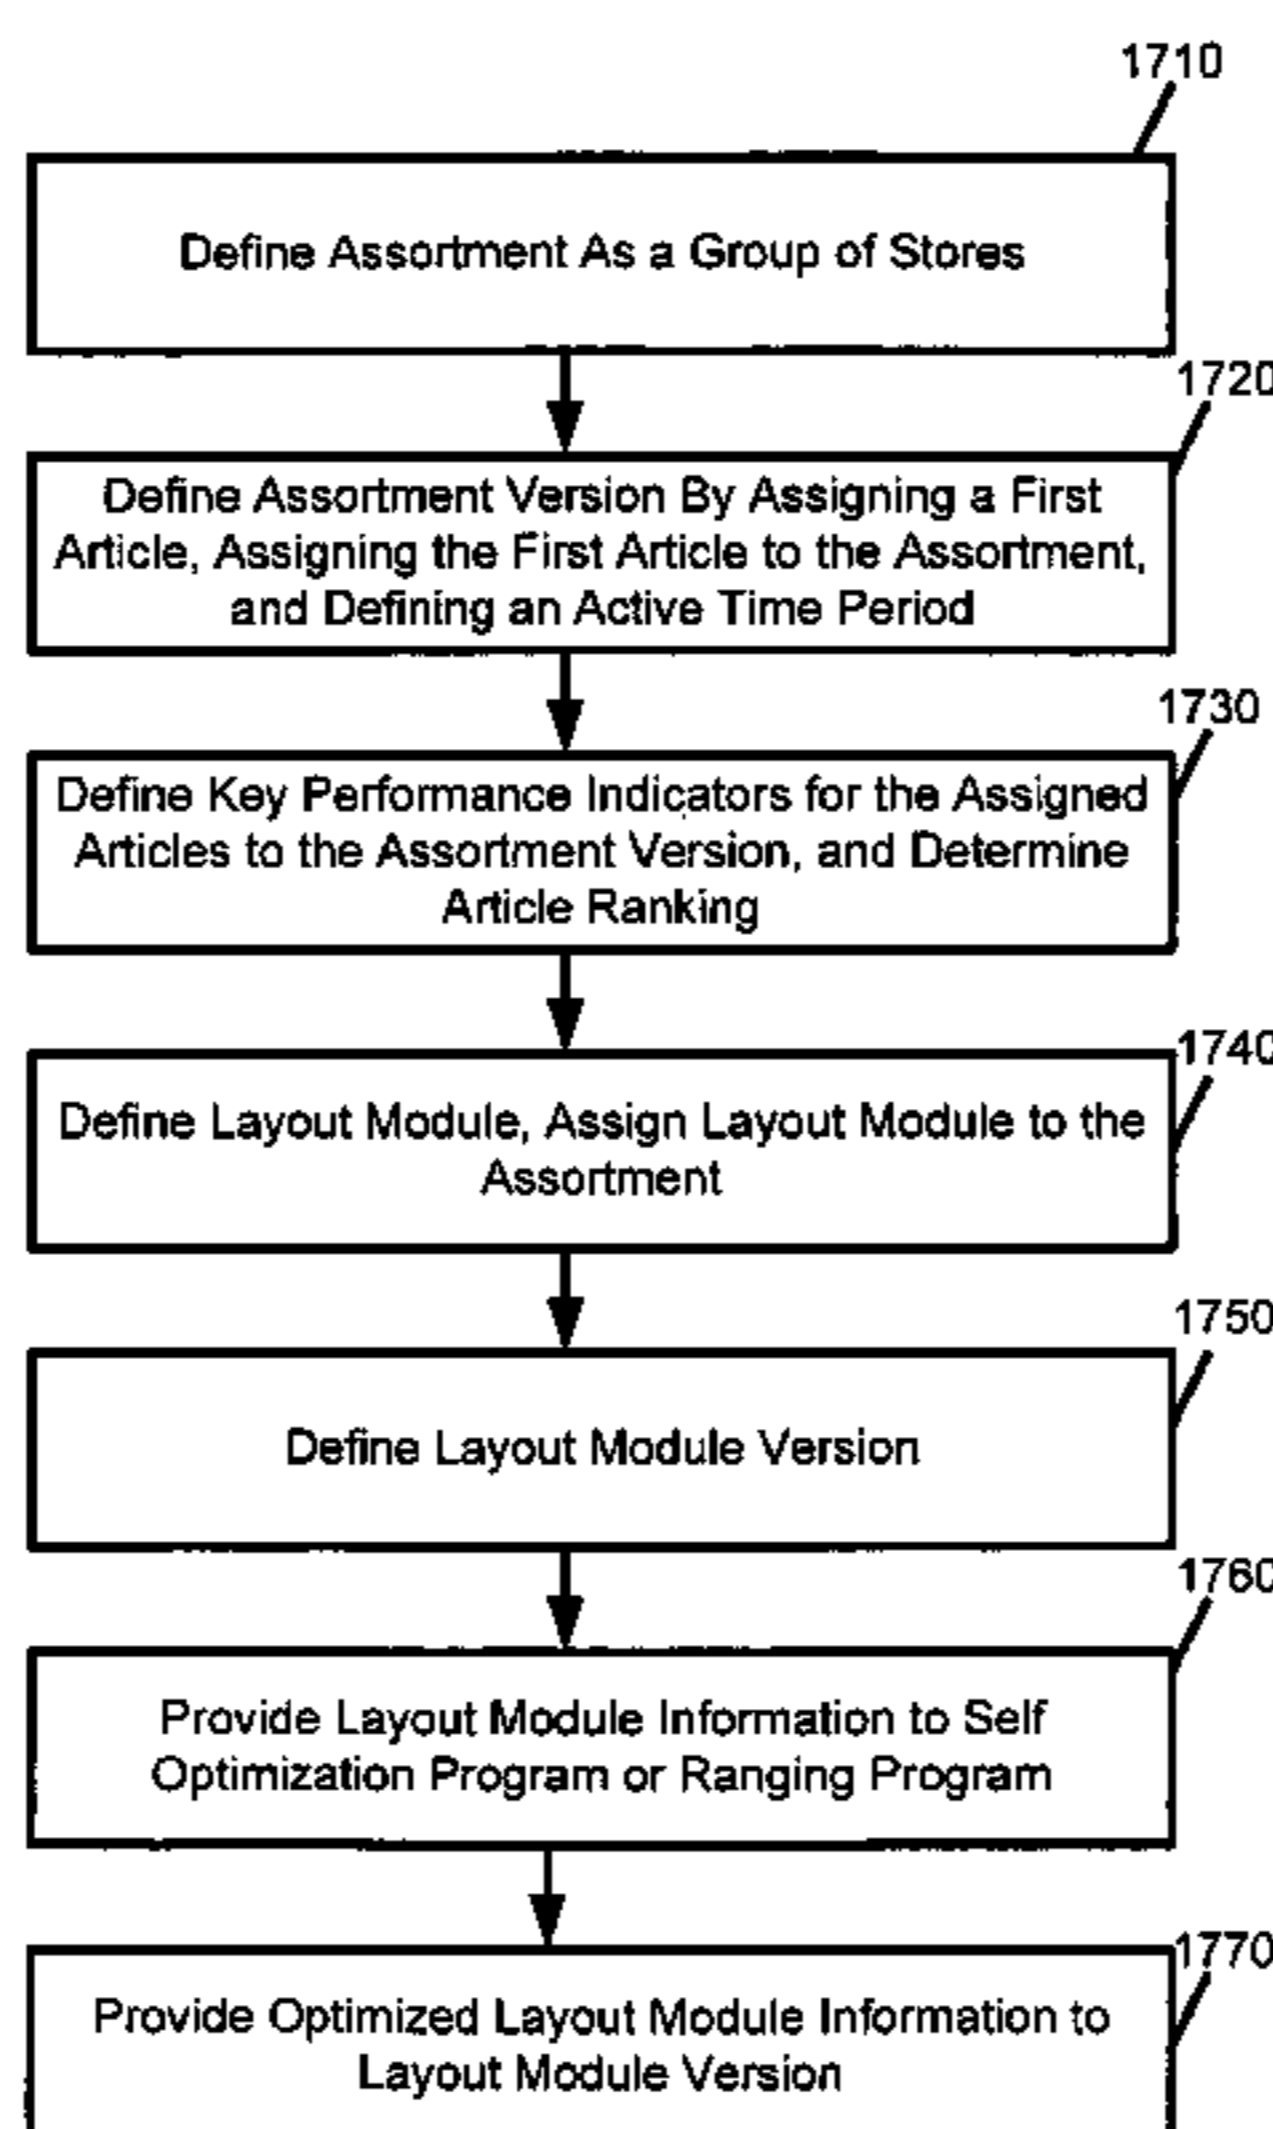 1710
Define Assortment As a Group of Stores
1720
Define Assortment Version By Assigning a First
Article, Assigning the First Article to the Assortment,
and Defining an Active Time Period
1730
Define Key Performance Indicators for the Assigned
Articles to the Assortment Version, and Determine
Article Ranking
1740
Define Layout Module, Assign Layout Module to the
Assortment
1750
Define Layout Module Version
1760
Provide Layout Module Information to Self
Optimization Program or Ranging Program
1770
Provide Optimized Layout Module Information to
Layout Module Version